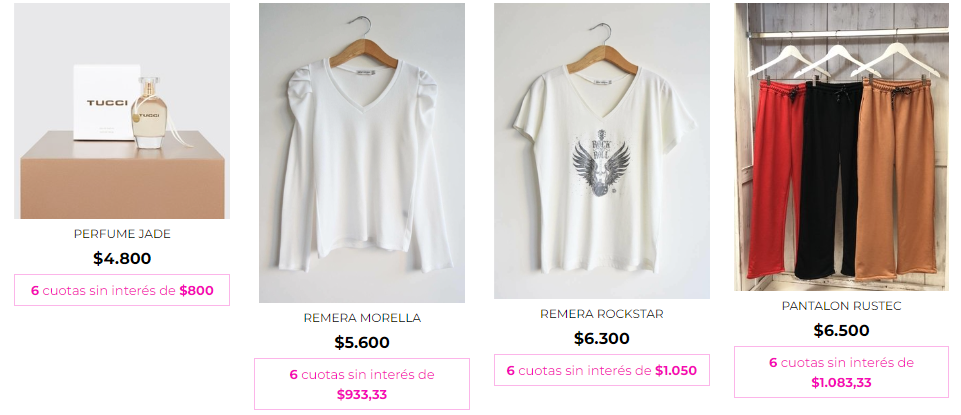 TUCCI
TUCCI
PERFUME JADE
$4.800
6 cuotas sin interés de $800
REMERA MORELLA
$5.600
6 cuotas sin interés de
$933,33
ROCK
ROLL
REMERA ROCKSTAR
$6.300
6 cuotas sin interés de $1.050
PANTALON RUSTEC
$6.500
6 cuotas sin interés de
$1.083,33